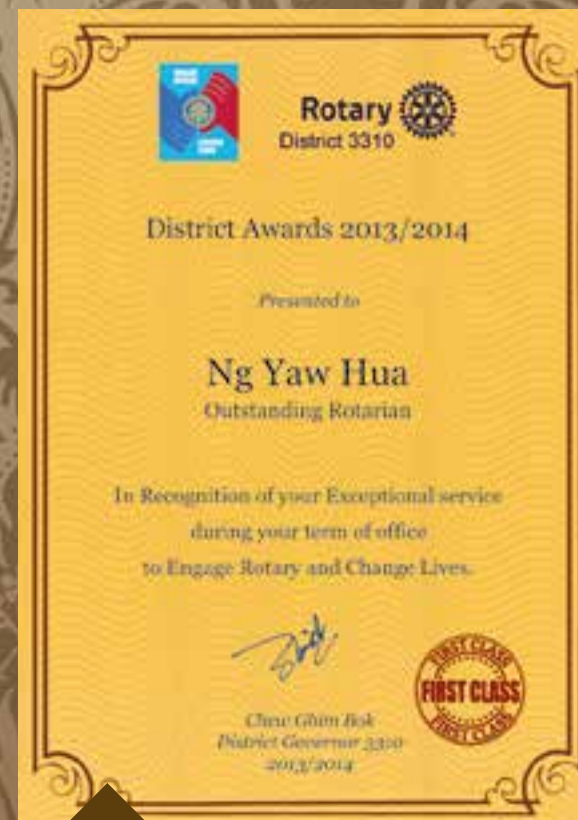 Rotary
District 3310
District Awards 2013/2014
Presented to
Ng Yaw Hua
Outstanding Rotarian
In Recognition of your Exceptional service
during your term of office
to Engage Rotary and Change Lives.
FIRST CLASS
FIRST CLASS
FIRST CLASS
Chew Ghim Bok
District Governor 3310
2013/2014